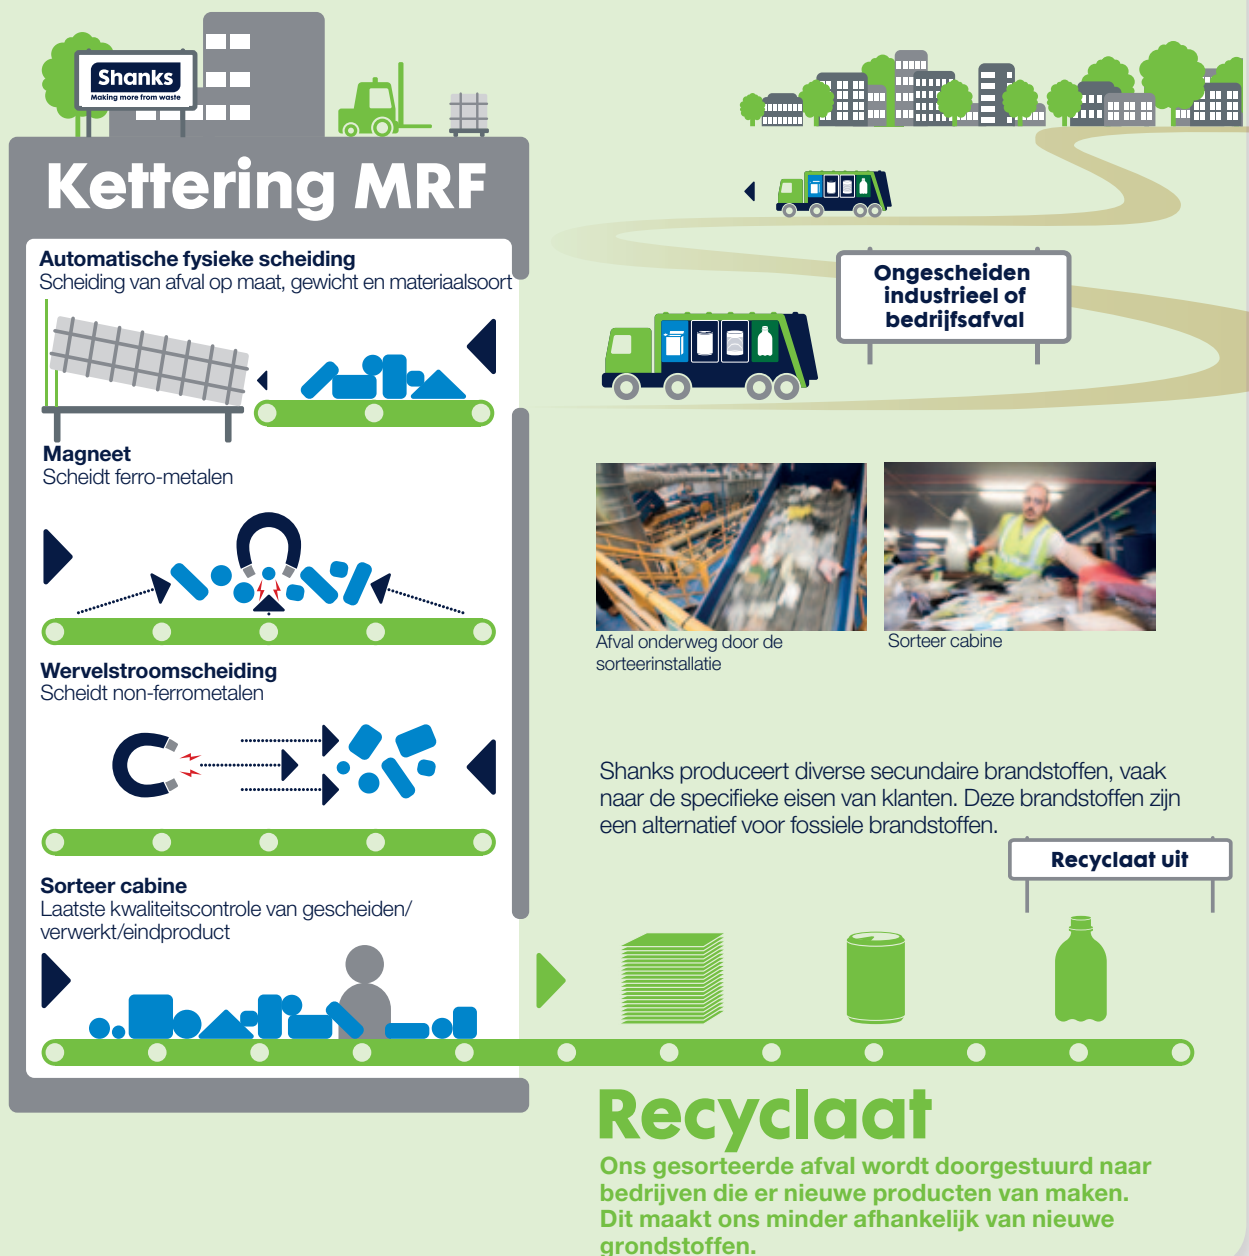 Shanks
Making more from waste
Kettering MRF
Automatische fysieke scheiding
Scheiding van afval op maat, gewicht en materiaalsoort
Ongescheiden
industrieel of
bedrijfsafval
Magneet
Scheidt ferro-metalen
Afval onderweg door de
sorteerinstallatie
Sorteer cabine
Wervelstroomscheiding
Scheidt non-ferrometalen
Shanks produceert diverse secundaire brandstoffen, vaak
naar de specifieke eisen van klanten. Deze brandstoffen zijn
een alternatief voor fossiele brandstoffen.
Recyclaat uit
Sorteer cabine
Laatste kwaliteitscontrole van gescheiden/
verwerkt/eindproduct
Recyclaat
Ons gesorteerde afval wordt doorgestuurd naar
bedrijven die er nieuwe producten van maken.
Dit maakt ons minder afhankelijk van nieuwe
grondstoffen.